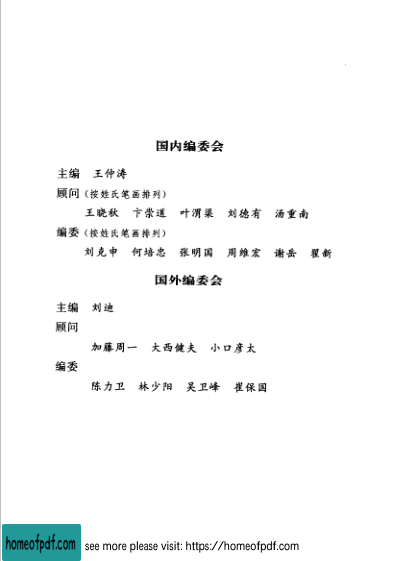 国内编委会
主编 王仲涛
顾问（按姓氏笔画排列）
王晓秋 卞崇道 叶渭渠 刘德有 汤重南
编委（按姓氏笔画排列）
刘克申 何培忠 张明国 周维宏 谢岳 翟新
国外编委会
主编 刘迪
顾问
加藤周一 大西健夫 小口彦太
编委
陈力卫 林少阳 吴卫峰 崔保国
homeofpdf.com see more please visit: https://homeofpdf.com